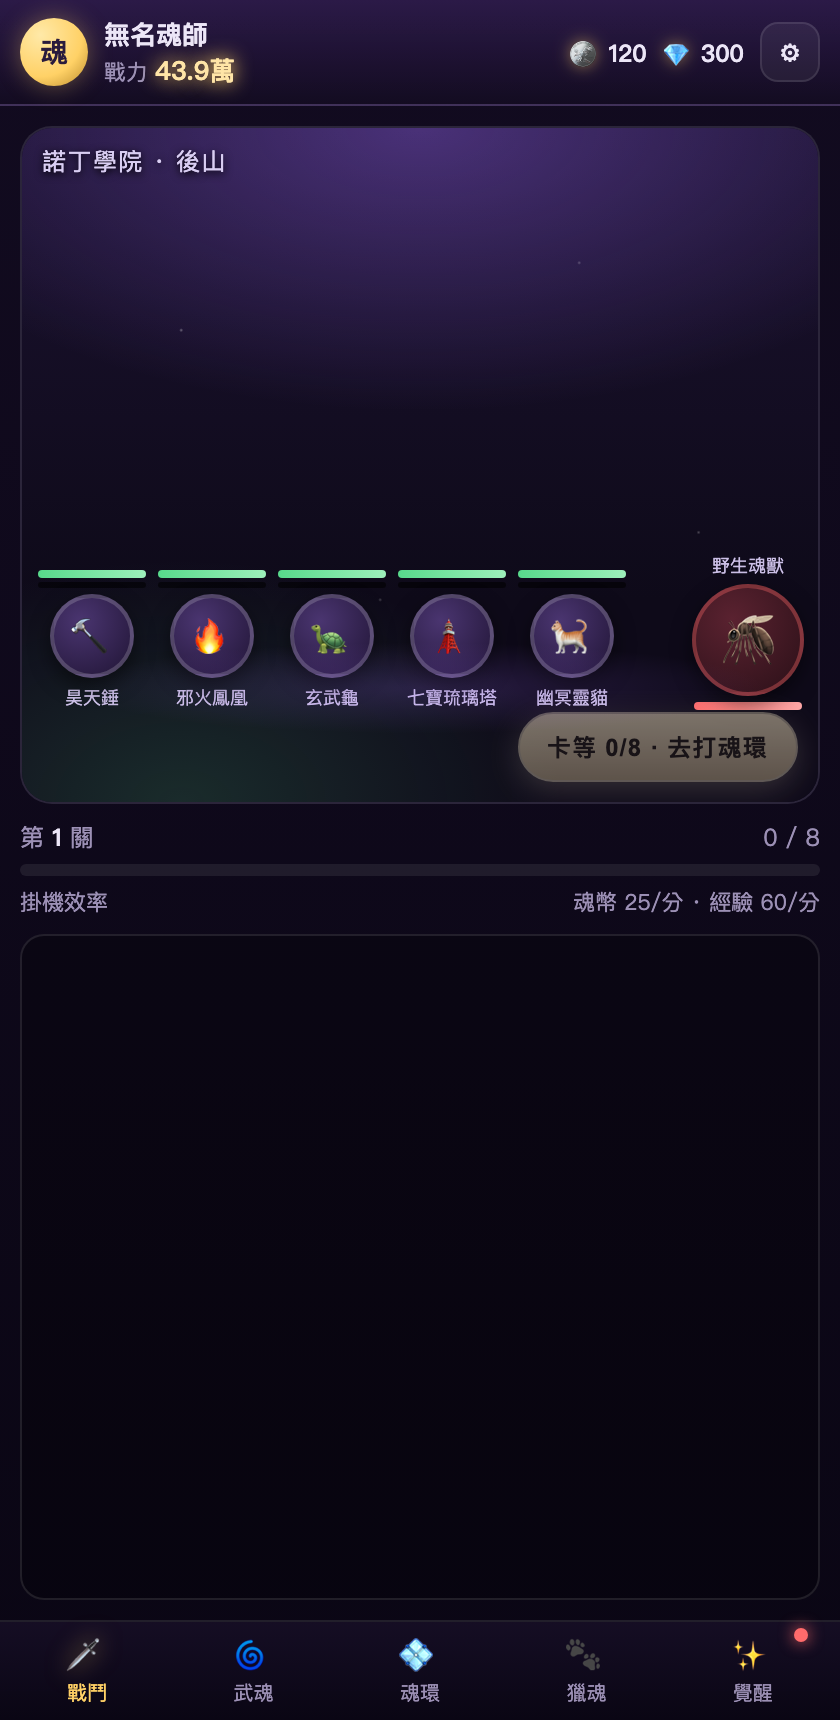 魂
無名魂師
戰力 43.9萬
120
300
諾丁學院 · 後山
野生魂獸
昊天錘
邪火鳳凰
玄武龜
七寶琉璃塔
幽冥靈貓
卡等 0/8 · 去打魂環
第 1 關
0 / 8
掛機效率
魂幣 25/分 · 經驗 60/分
戰鬥
武魂
魂環
獵魂
覺醒